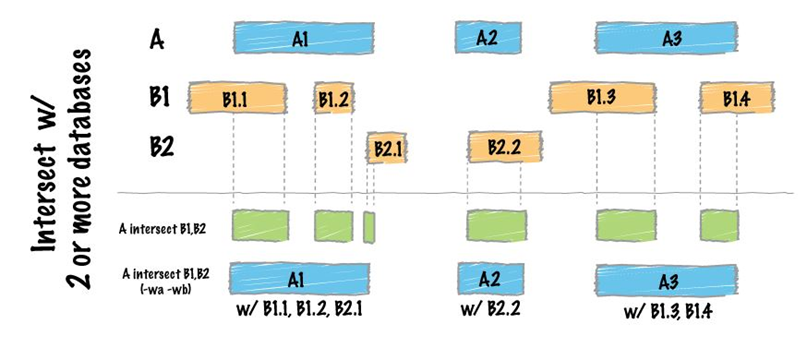 Intersect w/
2 or more databases
A
A1
A2
A3
B1
B1.1
B1.2
B1.3
B1.4
B2
B2.1
B2.2
A intersect B1,B2
A intersect B1,B2
(-wa -wb)
A1
A2
A3
w/ B1.1, B1.2, B2.1
w/ B2.2
w/ B1.3, B1.4